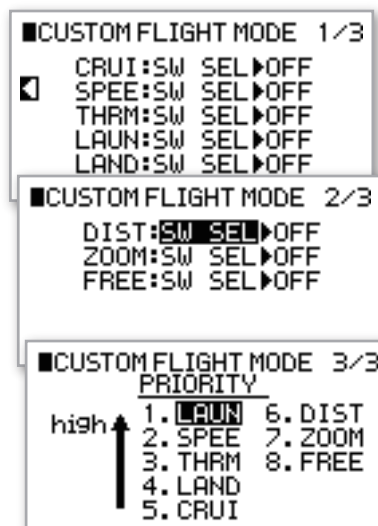 ■CUSTOM FLIGHT MODE 1/3
CRUI:SW SEL▶OFF
SPEE:SW SEL▶OFF
THRM:SW SEL▶OFF
LAUN:SW SEL▶OFF
LAND:SW SEL▶OFF
■CUSTOM FLIGHT MODE 2/3
DIST:SW SEL▶OFF
ZOOM:SW SEL▶OFF
FREE:SW SEL▶OFF
■CUSTOM FLIGHT MODE 3/3
PRIORITY
high
1.LAUN 6.DIST
2.SPEE 7.ZOOM
3.THRM 8.FREE
4.LAND
5.CRUI